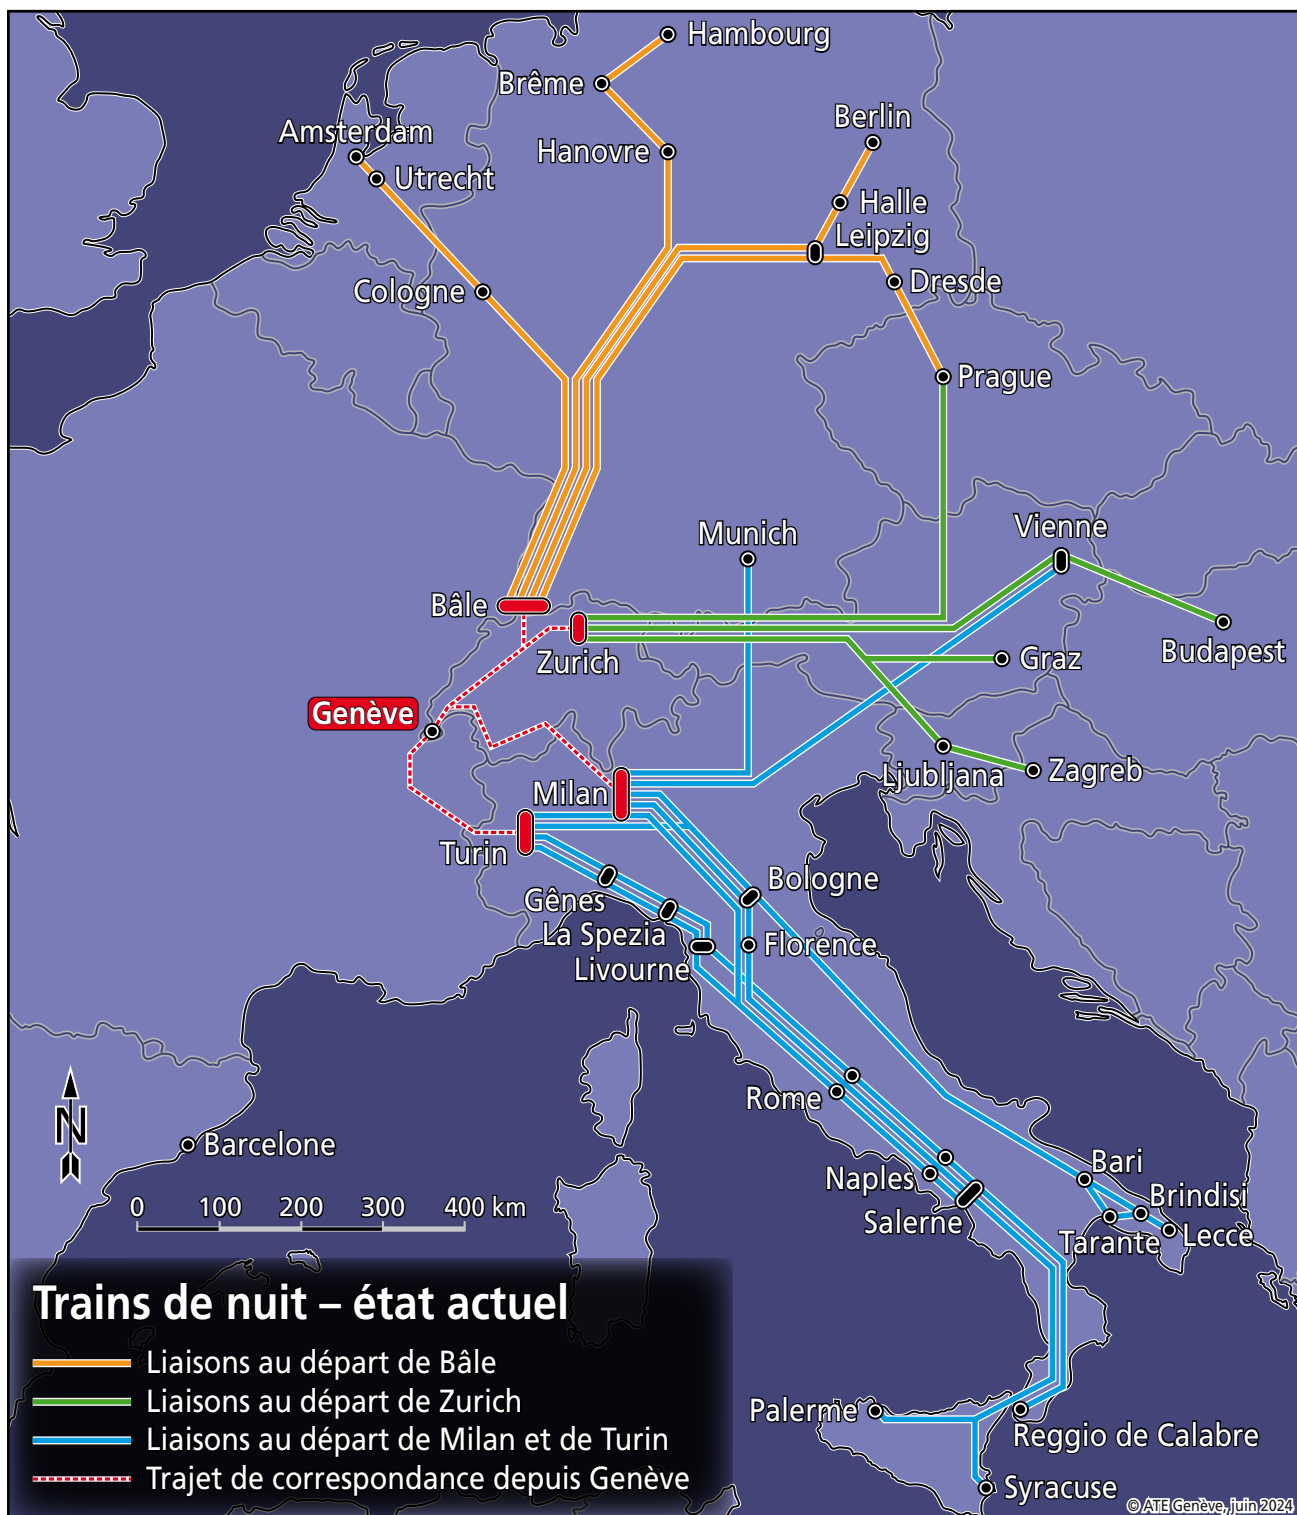 Hambourg
Brême
Berlin
Amsterdam
Hanovre
Utrecht
Halle
Leipzig
Dresde
Cologne
Prague
Munich
Vienne
Bâle
Zurich
Graz
Budapest
Genève
Ljubljana
Zagreb
Milan
Turin
Bologne
Gênes
La Spezia
Florence
Livourne
Rome
N
Barcelone
Naples
Bari
Brindisi
Salerne
Tarante
Lecce
0 100 200 300 400 km
Trains de nuit – état actuel
Liaisons au départ de Bâle
Liaisons au départ de Zurich
Liaisons au départ de Milan et de Turin
Trajet de correspondance depuis Genève
Palerme
Reggio de Calabre
Syracuse
© ATE Genève, juin 2024